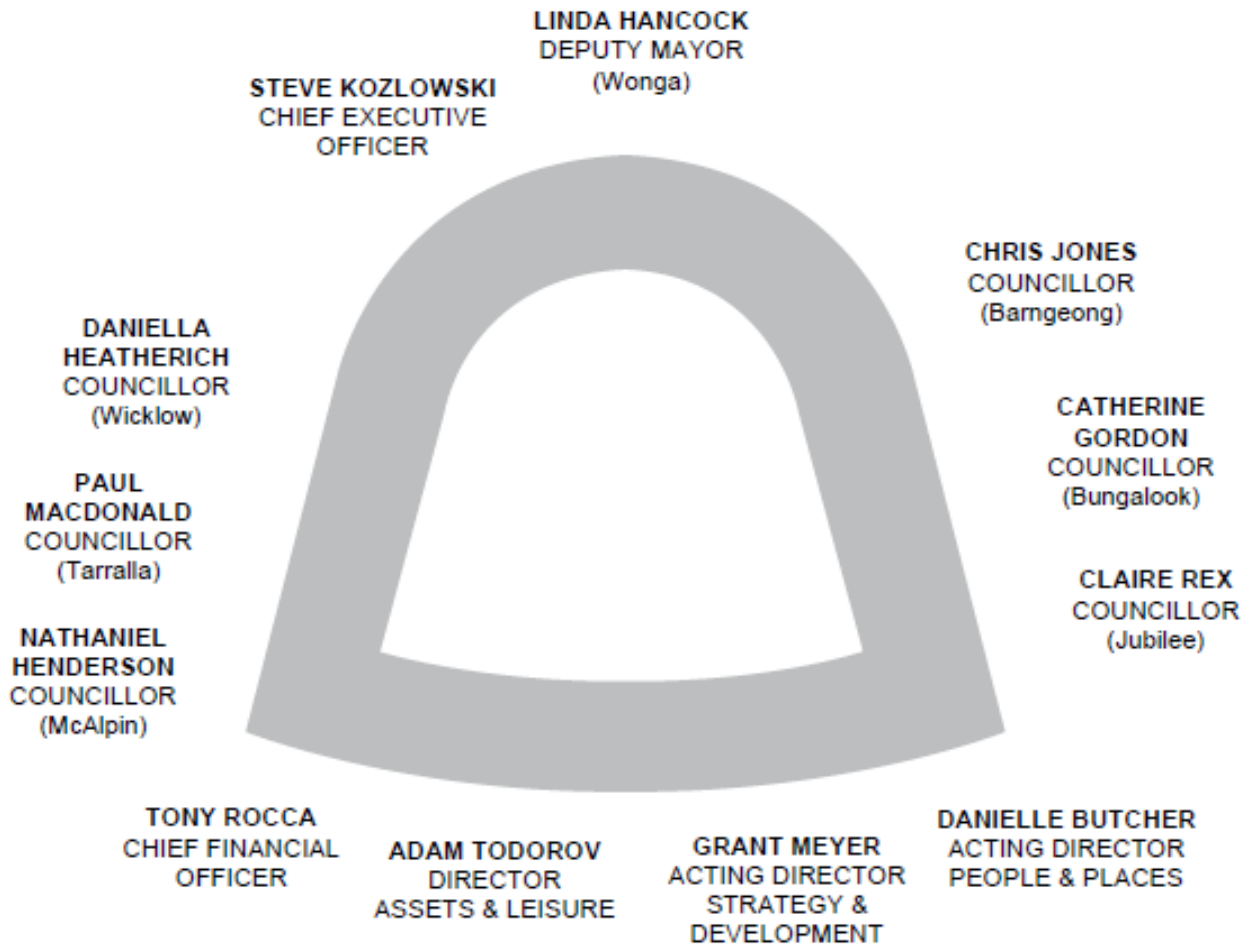 LINDA HANCOCK
DEPUTY MAYOR
(Wonga)
STEVE KOZLOWSKI
CHIEF EXECUTIVE
OFFICER
CHRIS JONES
COUNCILLOR
(Barngeong)
DANIELLA
HEATHERICH
COUNCILLOR
(Wicklow)
CATHERINE
GORDON
COUNCILLOR
(Bungalook)
PAUL
MACDONALD
COUNCILLOR
(Tarralla)
CLAIRE REX
COUNCILLOR
(Jubilee)
NATHANIEL
HENDERSON
COUNCILLOR
(McAlpin)
TONY ROCCA
CHIEF FINANCIAL
OFFICER
ADAM TODOROV
DIRECTOR
ASSETS & LEISURE
GRANT MEYER
ACTING DIRECTOR
STRATEGY &
DEVELOPMENT
DANIELLE BUTCHER
ACTING DIRECTOR
PEOPLE & PLACES